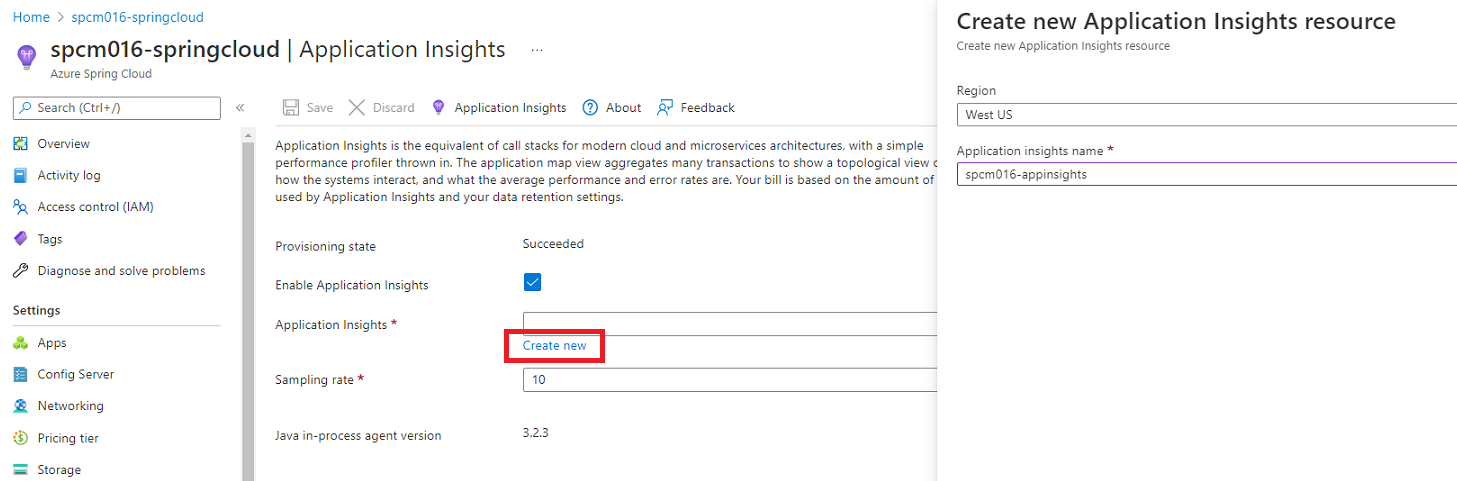 Home > spcm016-springcloud
spcm016-springcloud | Application Insights ...
Azure Spring Cloud
Search (Ctrl+/) «
Overview
Activity log
Access control (IAM)
Tags
Diagnose and solve problems
Settings
Apps
Config Server
Networking
Pricing tier
Storage
Save Discard Application Insights About Feedback
Application Insights is the equivalent of call stacks for modern cloud and microservices architectures, with a simple
performance profiler thrown in. The application map view aggregates many transactions to show a topological view
how the systems interact, and what the average performance and error rates are. Your bill is based on the amount of
used by Application Insights and your data retention settings.
Provisioning state Succeeded
Enable Application Insights
Application Insights *
Create new
Sampling rate * 10
Java in-process agent version 3.2.3
Create new Application Insights resource
Create new Application Insights resource
Region
West US
Application insights name *
spcm016-appinsights